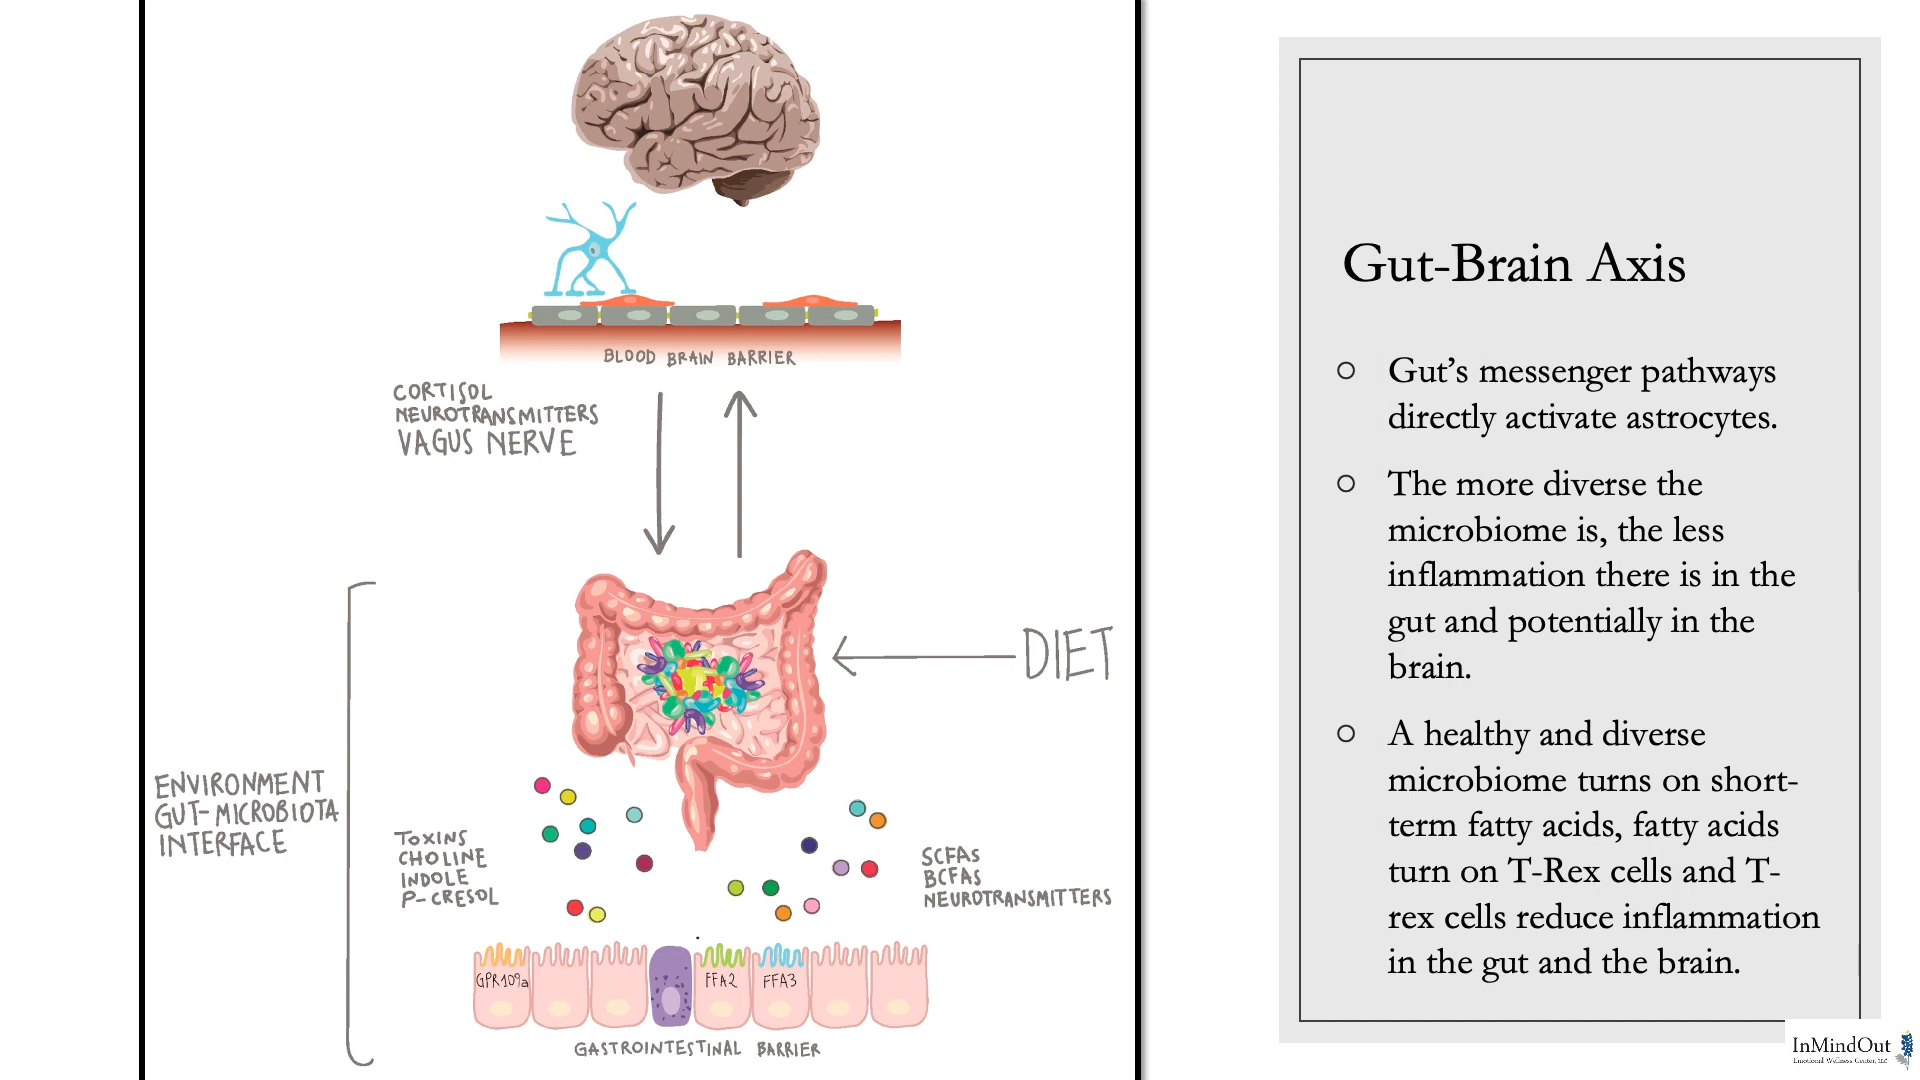 BLOOD BRAIN BARRIER
CORTISOL
NEUROTRANSMITTERS
VAGUS NERVE
DIET
ENVIRONMENT
GUT-MICROBIOTA
INTERFACE
TOXINS
CHOLINE
INDOLE
P-CRESOL
SCFAS
BCFAS
NEUROTRANSMITTERS
GPR109a
FFA2
FFA3
GASTROINTESTINAL BARRIER
Gut-Brain Axis
Gut’s messenger pathways
directly activate astrocytes.
The more diverse the
microbiome is, the less
inflammation there is in the
gut and potentially in the
brain.
A healthy and diverse
microbiome turns on short-
term fatty acids, fatty acids
turn on T-Rex cells and T-
rex cells reduce inflammation
in the gut and the brain.
InMindOut
Emotional Wellness Center, LLC